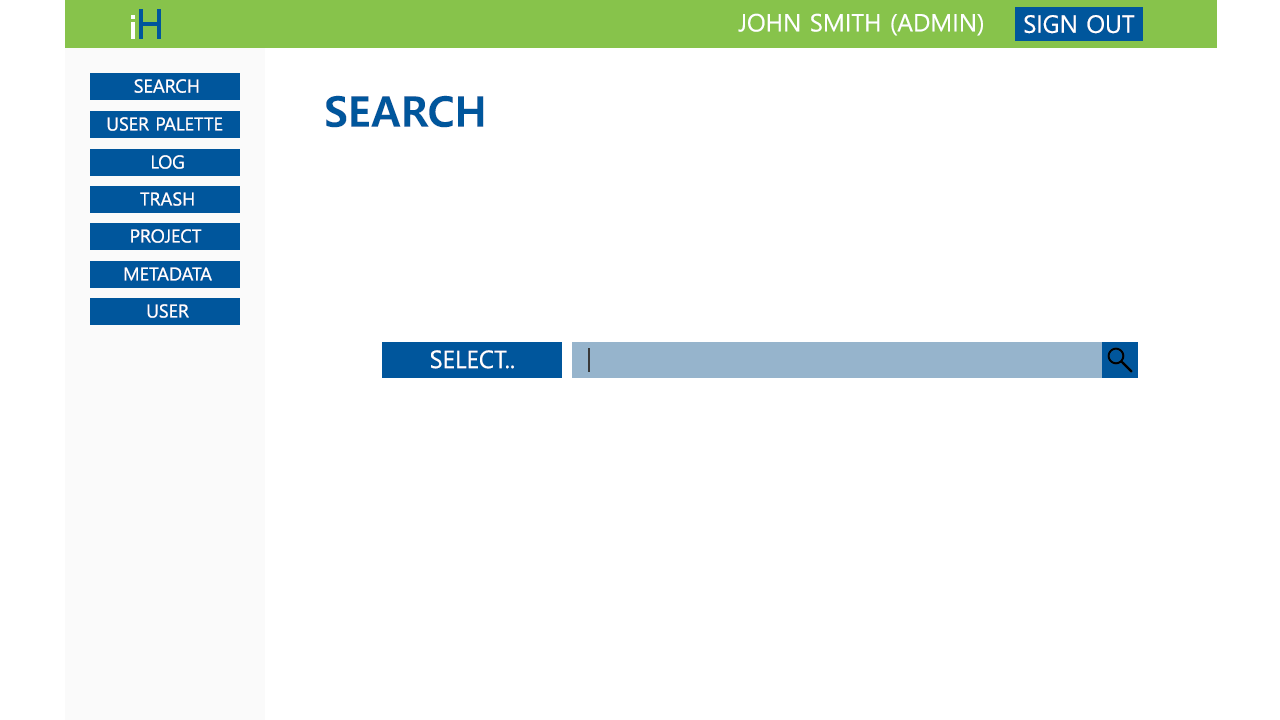 iH
JOHN SMITH (ADMIN)
SIGN OUT
SEARCH
USER PALETTE
LOG
TRASH
PROJECT
METADATA
USER
SEARCH
SELECT..